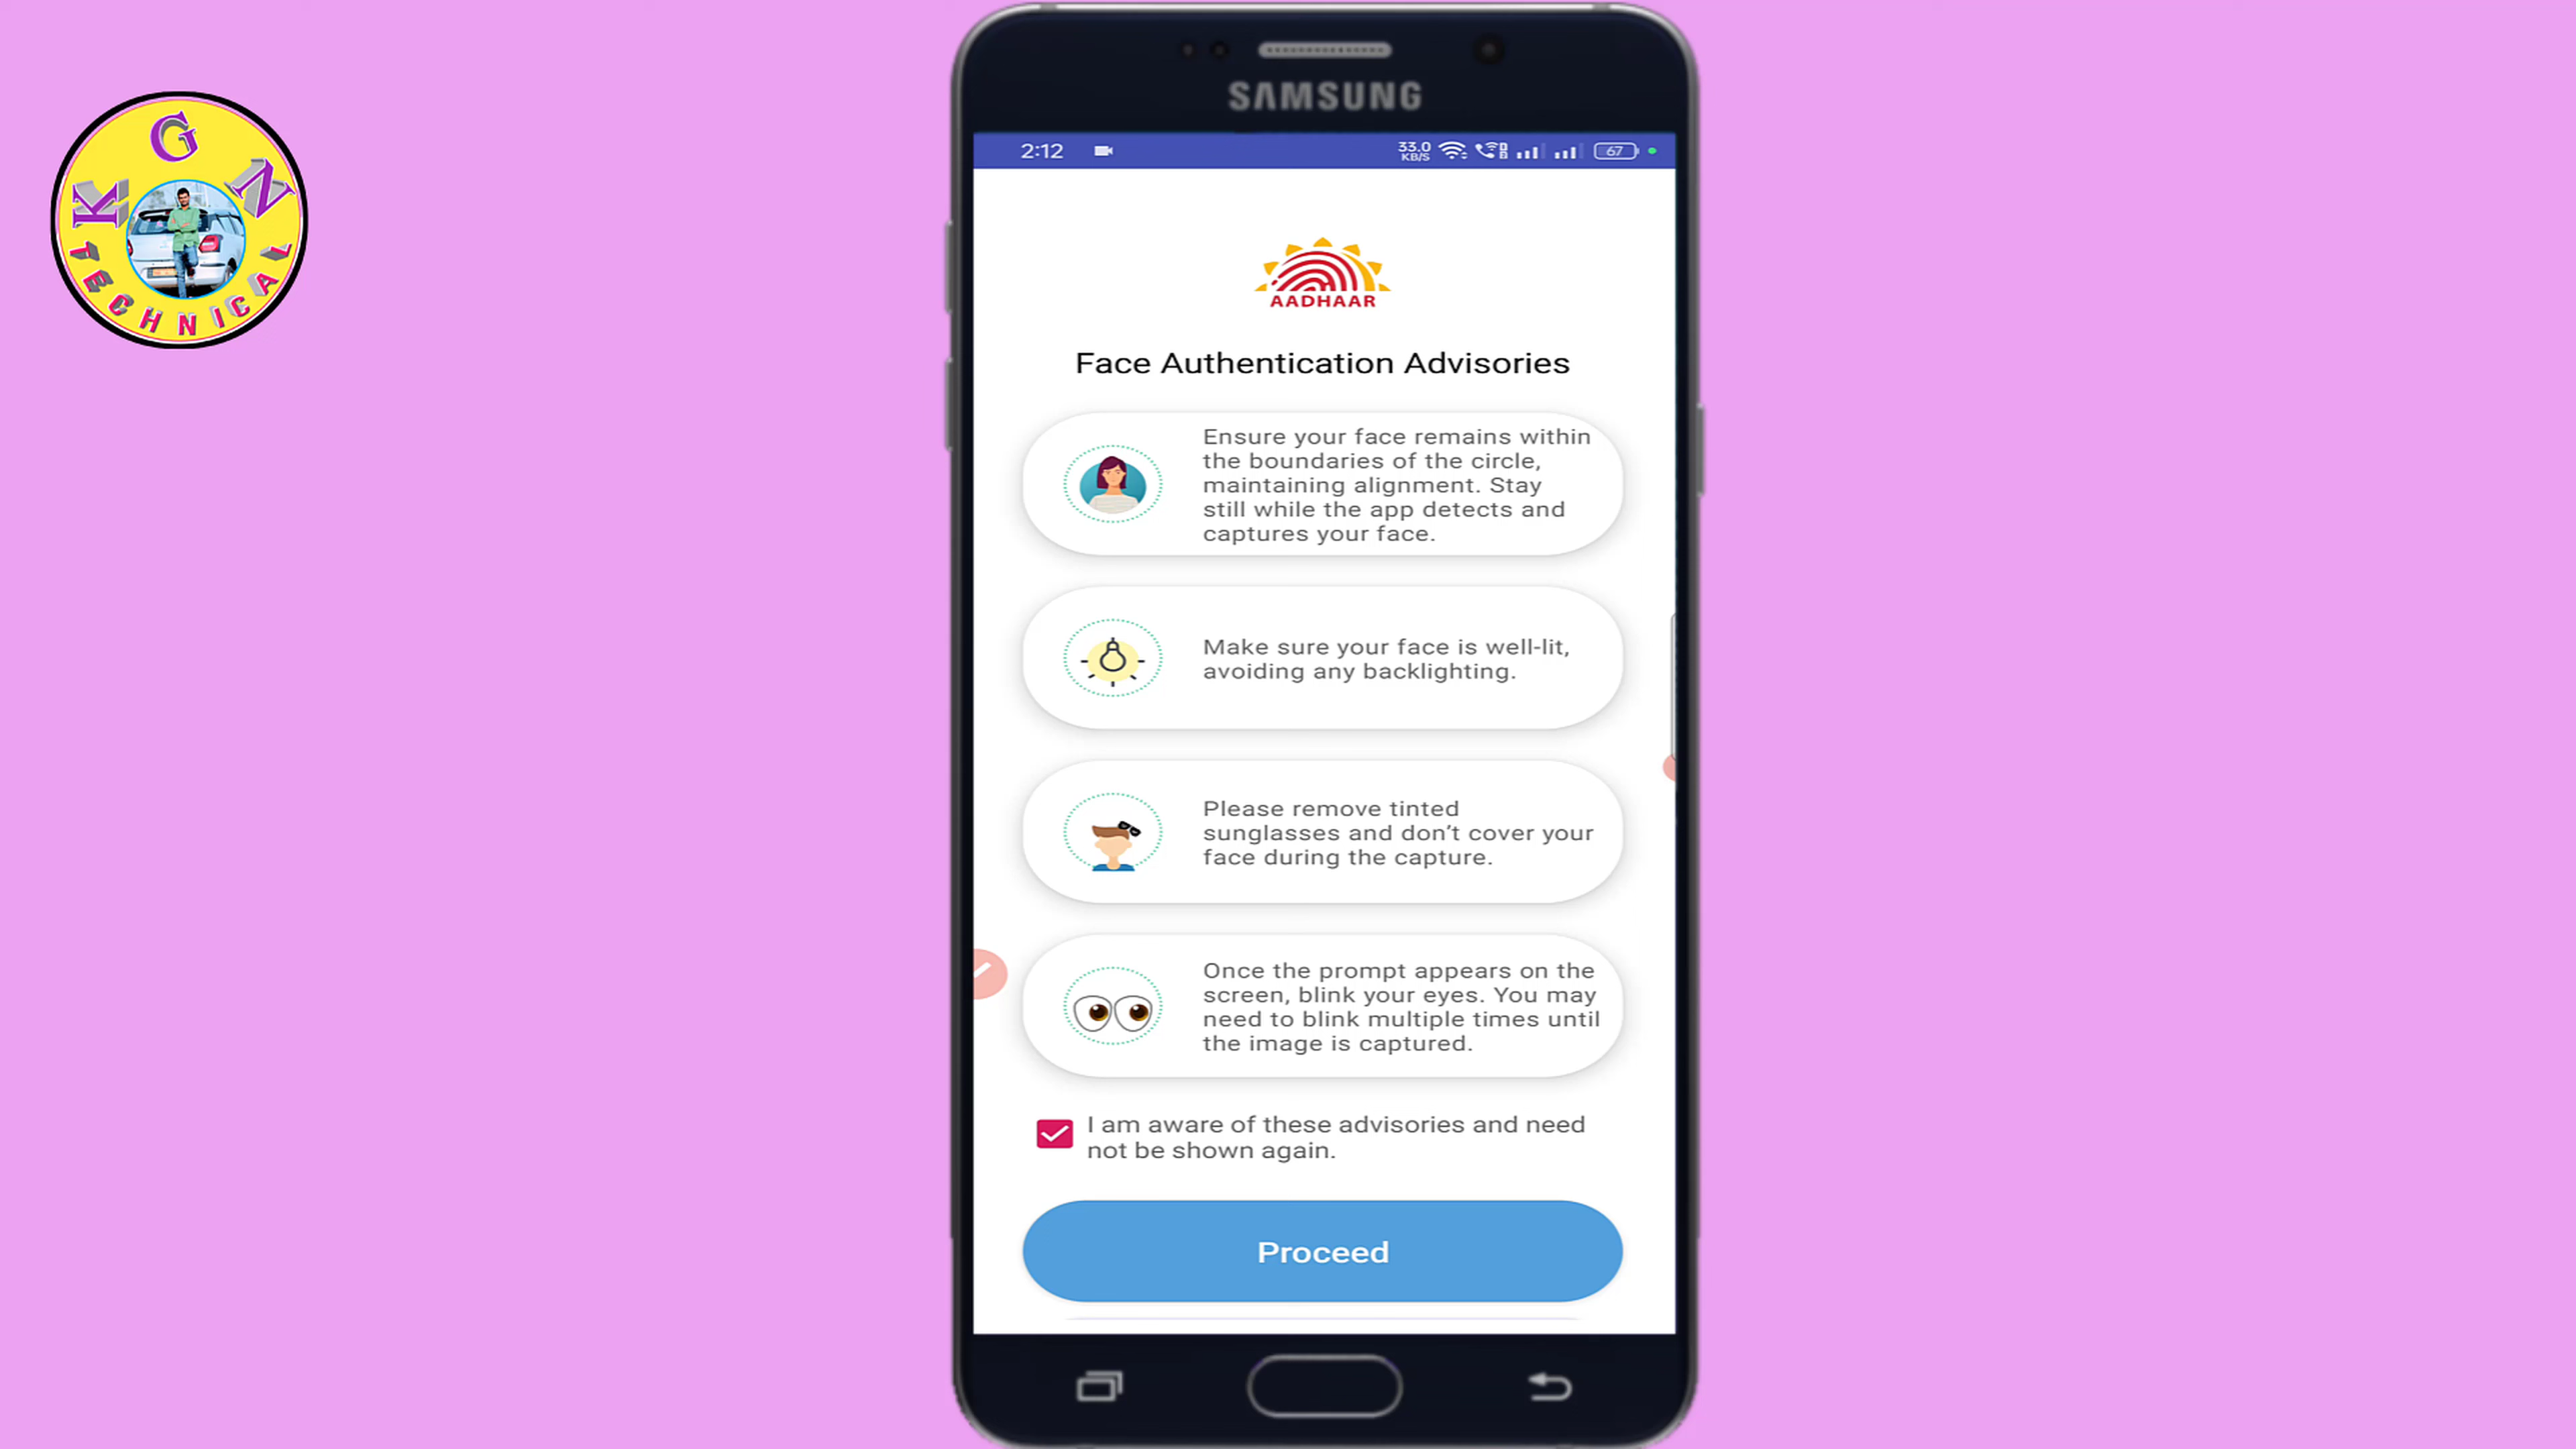 KGN
TECHNICAL
SAMSUNG
2:12
33.0
KB/S
67
AADHAAR
Face Authentication Advisories
Ensure your face remains within
the boundaries of the circle,
maintaining alignment. Stay
still while the app detects and
captures your face.
Make sure your face is well-lit,
avoiding any backlighting.
Please remove tinted
sunglasses and don’t cover your
face during the capture.
Once the prompt appears on the
screen, blink your eyes. You may
need to blink multiple times until
the image is captured.
I am aware of these advisories and need
not be shown again.
Proceed